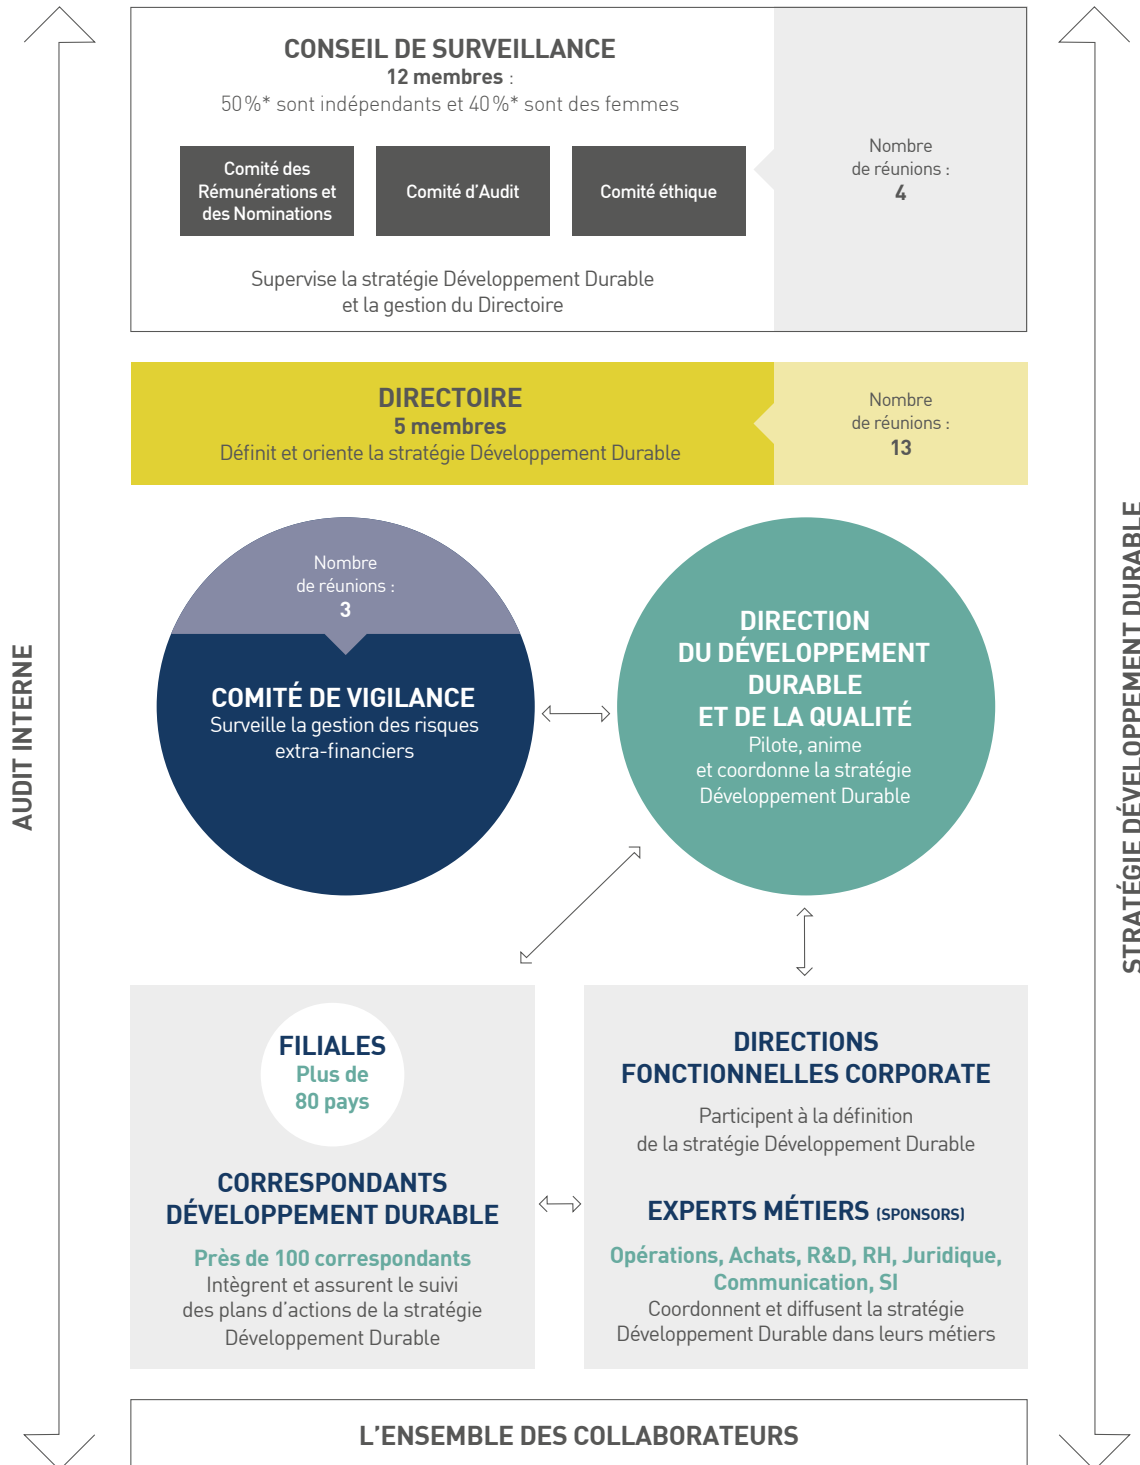 CONSEIL DE SURVEILLANCE
12 membres :
50%* sont indépendants et 40%* sont des femmes
Comité des
Rémunérations et
des Nominations
Comité d'Audit
Comité éthique
Supervise la stratégie Développement Durable
et la gestion du Directoire
Nombre
de réunions :
4
DIRECTOIRE
5 membres
Définit et oriente la stratégie Développement Durable
Nombre
de réunions :
13
AUDIT INTERNE
Nombre
de réunions :
3
COMITÉ DE VIGILANCE
Surveille la gestion des risques
extra-financiers
DIRECTION
DU DÉVELOPPEMENT
DURABLE
ET DE LA QUALITÉ
Pilote, anime
et coordonne la stratégie
Développement Durable
STRATÉGIE DÉVELOPPEMENT DURABLE
FILIALES
Plus de
80 pays
CORRESPONDANTS
DÉVELOPPEMENT DURABLE
Près de 100 correspondants
Intègrent et assurent le suivi
des plans d'actions de la stratégie
Développement Durable
DIRECTIONS
FONCTIONNELLES CORPORATE
Participent à la définition
de la stratégie Développement Durable
EXPERTS MÉTIERS (SPONSORS)
Opérations, Achats, R&D, RH, Juridique,
Communication, SI
Coordonnent et diffusent la stratégie
Développement Durable dans leurs métiers
L'ENSEMBLE DES COLLABORATEURS